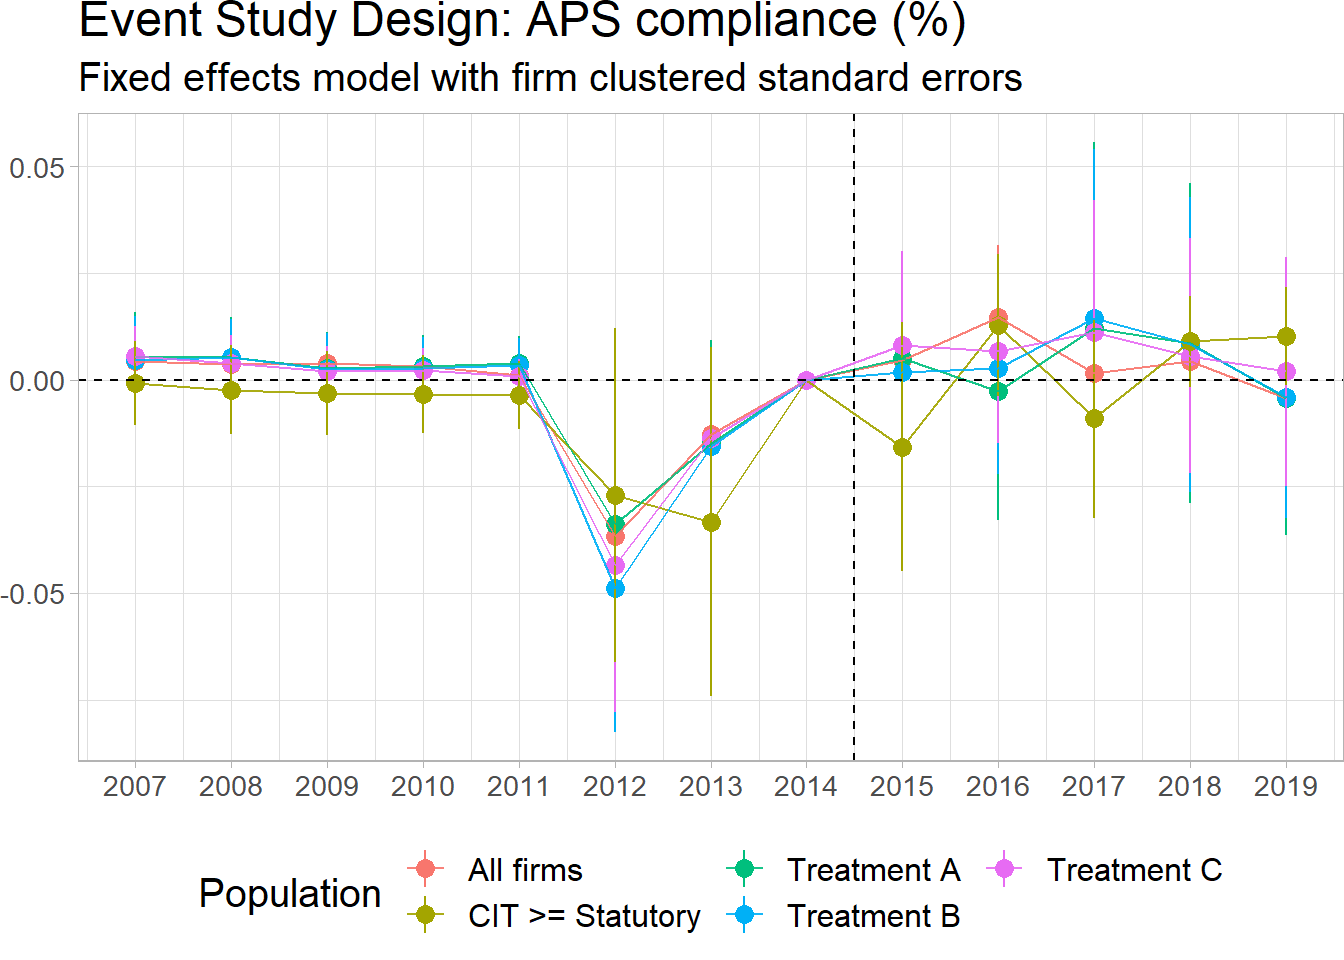 Event Study Design: APS compliance (%)
Fixed effects model with firm clustered standard errors
0.05
0.00
-0.05
2007 2008 2009 2010 2011 2012 2013 2014 2015 2016 2017 2018 2019
Population
All firms
CIT >= Statutory
Treatment A
Treatment B
Treatment C